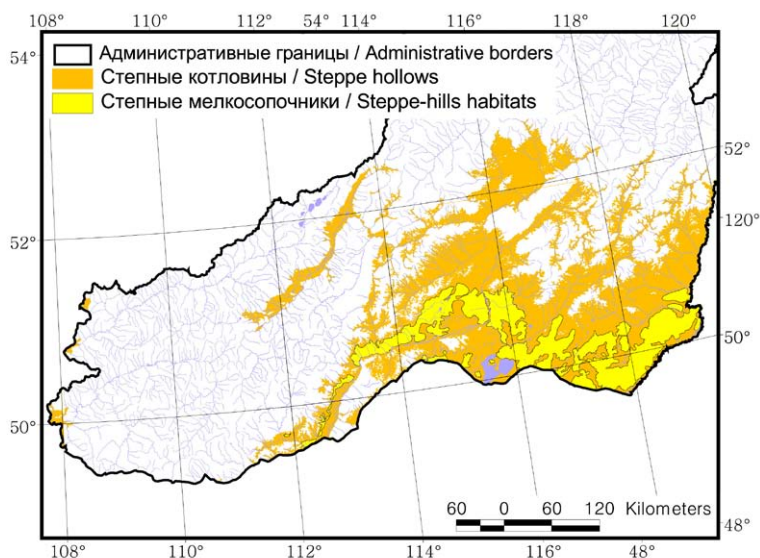 108° 110° 112° 54° 114° 116° 118° 120°
54°
Административные границы / Administrative borders
Степные котловины / Steppe hollows
Степные мелкосопочники / Steppe-hills habitats
52°
120°
52°
50°
50°
60 0 60 120 Kilometers
48°
108° 110° 112° 114° 116° 48°